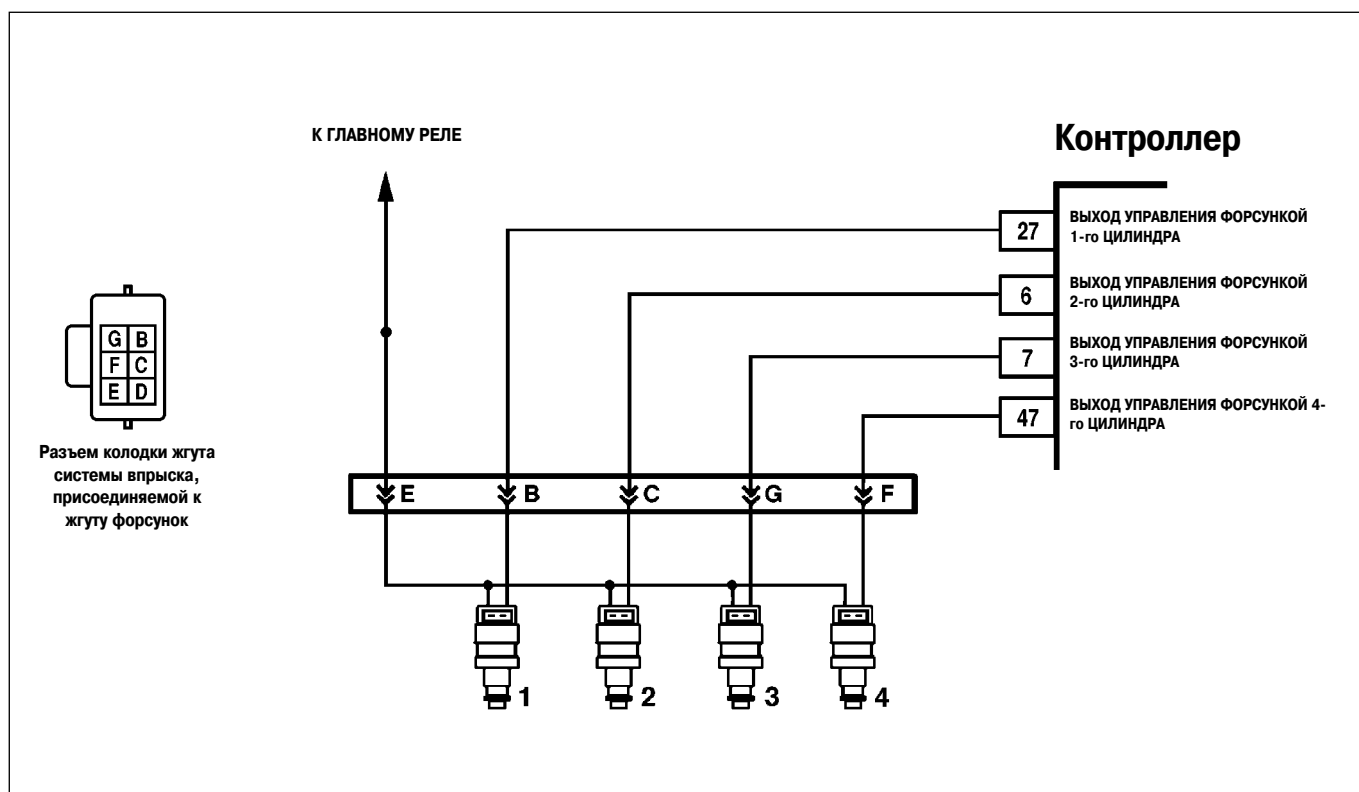 К ГЛАВНОМУ РЕЛЕ
Контроллер
27
ВЫХОД УПРАВЛЕНИЯ ФОРСУНКОЙ
1-го ЦИЛИНДРА
6
ВЫХОД УПРАВЛЕНИЯ ФОРСУНКОЙ
2-го ЦИЛИНДРА
7
ВЫХОД УПРАВЛЕНИЯ ФОРСУНКОЙ
3-го ЦИЛИНДРА
47
ВЫХОД УПРАВЛЕНИЯ ФОРСУНКОЙ 4-
го ЦИЛИНДРА
G B
F C
E D
Разъем колодки жгута
системы впрыска,
присоединяемой к
жгуту форсунок
E B C G F
1 2 3 4